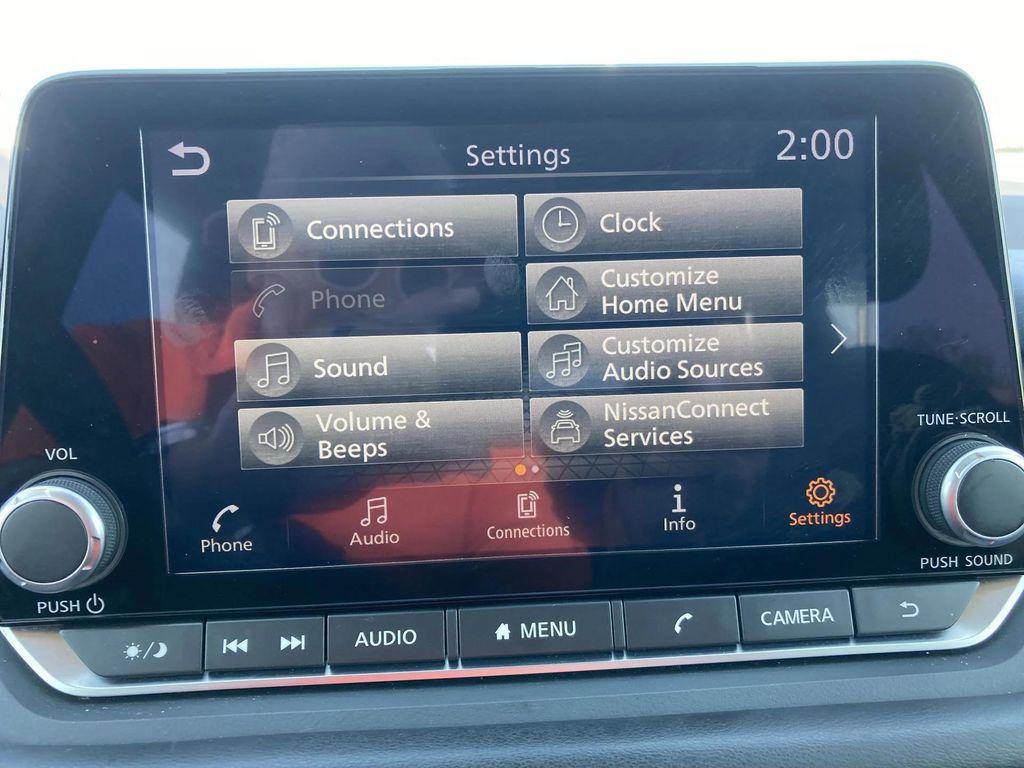 Settings
2:00
Connections
Clock
Phone
Customize
Home Menu
Sound
Customize
Audio Sources
Volume &
Beeps
NissanConnect
Services
Phone
Audio
Connections
Info
Settings
VOL
PUSH
TUNE·SCROLL
PUSH SOUND
AUDIO
MENU
CAMERA